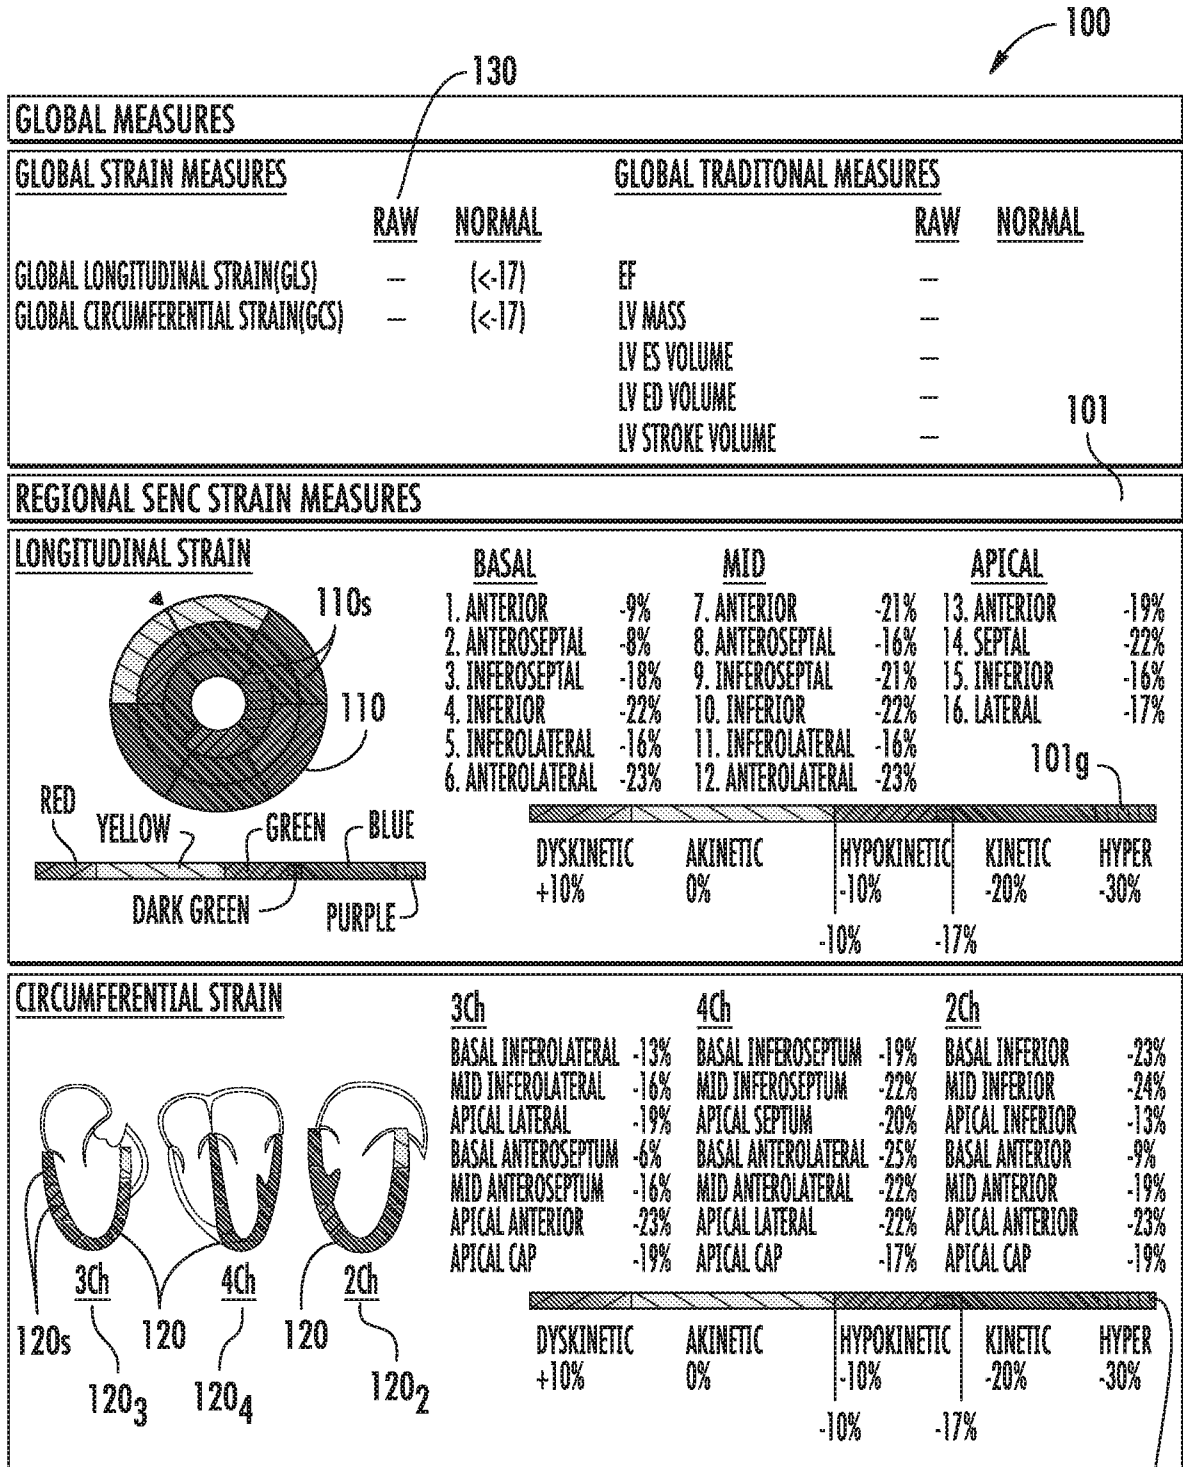 100
130
GLOBAL MEASURES
GLOBAL STRAIN MEASURES
RAW NORMAL
GLOBAL LONGITUDINAL STRAIN(GLS) — (<-17)
GLOBAL CIRCUMFERENTIAL STRAIN(GCS) — (<-17)
GLOBAL TRADITONAL MEASURES
RAW NORMAL
EF —
LV MASS —
LV ES VOLUME —
LV ED VOLUME —
LV STROKE VOLUME —
101
REGIONAL SENC STRAIN MEASURES
LONGITUDINAL STRAIN
110s
110
RED
YELLOW
GREEN
BLUE
DARK GREEN
PURPLE
BASAL
1. ANTERIOR -9%
2. ANTEROSEPTAL -8%
3. INFEROSEPTAL -18%
4. INFERIOR -22%
5. INFEROLATERAL -16%
6. ANTEROLATERAL -23%
MID
7. ANTERIOR -21%
8. ANTEROSEPTAL -16%
9. INFEROSEPTAL -21%
10. INFERIOR -22%
11. INFEROLATERAL -16%
12. ANTEROLATERAL -23%
APICAL
13. ANTERIOR -19%
14. SEPTAL -22%
15. INFERIOR -16%
16. LATERAL -17%
101g
DYSKINETIC AKINETIC HYPOKINETIC KINETIC HYPER
+10% 0% -10% -20% -30%
-10% -17%
CIRCUMFERENTIAL STRAIN
3Ch 4Ch 2Ch
120s 120 120
120₃ 120₄ 120₂
3Ch
BASAL INFEROLATERAL -13%
MID INFEROLATERAL -16%
APICAL LATERAL -19%
BASAL ANTEROSEPTUM -6%
MID ANTEROSEPTUM -16%
APICAL ANTERIOR -23%
APICAL CAP -19%
4Ch
BASAL INFEROSEPTUM -19%
MID INFEROSEPTUM -22%
APICAL SEPTUM -20%
BASAL ANTEROLATERAL -25%
MID ANTEROLATERAL -22%
APICAL LATERAL -22%
APICAL CAP -17%
2Ch
BASAL INFERIOR -23%
MID INFERIOR -24%
APICAL INFERIOR -13%
BASAL ANTERIOR -9%
MID ANTERIOR -19%
APICAL ANTERIOR -23%
APICAL CAP -19%
DYSKINETIC AKINETIC HYPOKINETIC KINETIC HYPER
+10% 0% -10% -20% -30%
-10% -17%